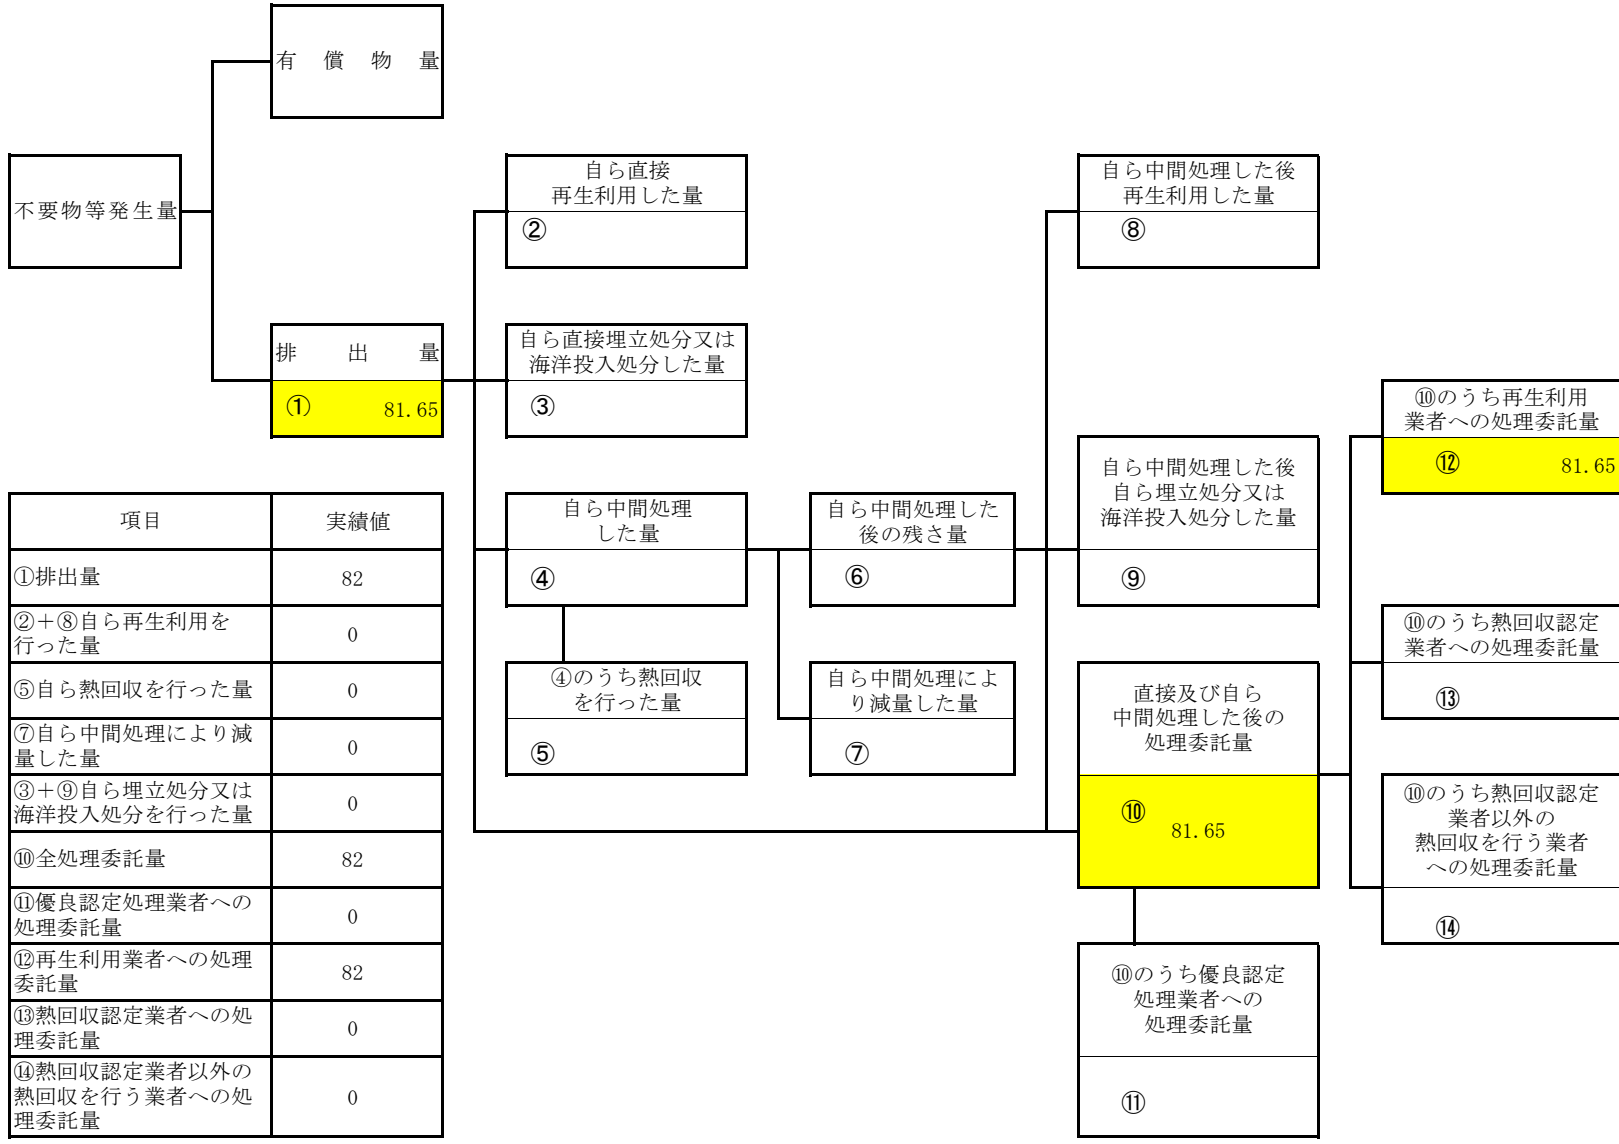 有償物量
不要物等発生量
排出量
① 81.65
自ら直接
再生利用した量
②
自ら直接埋立処分又は
海洋投入処分した量
③
自ら中間処理
した量
④
④のうち熱回収
を行った量
⑤
自ら中間処理した
後の残さ量
⑥
自ら中間処理によ
り減量した量
⑦
自ら中間処理した後
再生利用した量
⑧
自ら中間処理した後
自ら埋立処分又は
海洋投入処分した量
⑨
直接及び自ら
中間処理した後の
処理委託量
⑩
81.65
⑩のうち優良認定
処理業者への
処理委託量
⑪
⑩のうち再生利用
業者への処理委託量
⑫ 81.65
⑩のうち熱回収認定
業者への処理委託量
⑬
⑩のうち熱回収認定
業者以外の
熱回収を行う業者
への処理委託量
⑭
項目 実績値
①排出量 82
②＋⑧自ら再生利用を
行った量 0
⑤自ら熱回収を行った量 0
⑦自ら中間処理により減
量した量 0
③＋⑨自ら埋立処分又は
海洋投入処分を行った量 0
⑩全処理委託量 82
⑪優良認定処理業者への
処理委託量 0
⑫再生利用業者への処理
委託量 82
⑬熱回収認定業者への処
理委託量 0
⑭熱回収認定業者以外の
熱回収を行う業者への処 0
理委託量